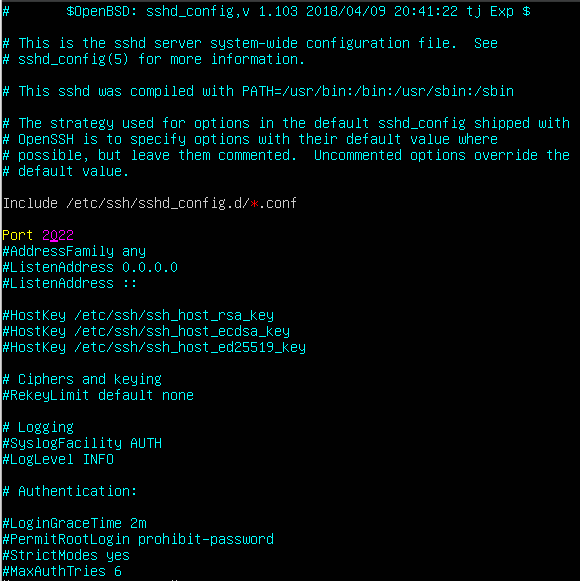 #       $OpenBSD: sshd_config,v 1.103 2018/04/09 20:41:22 tj Exp $
# This is the sshd server system-wide configuration file.  See
# sshd_config(5) for more information.
# This sshd was compiled with PATH=/usr/bin:/bin:/usr/sbin:/sbin
# The strategy used for options in the default sshd_config shipped with
# OpenSSH is to specify options with their default value where
# possible, but leave them commented.  Uncommented options override the
# default value.
Include /etc/ssh/sshd_config.d/*.conf
Port 2022
#AddressFamily any
#ListenAddress 0.0.0.0
#ListenAddress ::
#HostKey /etc/ssh/ssh_host_rsa_key
#HostKey /etc/ssh/ssh_host_ecdsa_key
#HostKey /etc/ssh/ssh_host_ed25519_key
# Ciphers and keying
#RekeyLimit default none
# Logging
#SyslogFacility AUTH
#LogLevel INFO
# Authentication:
#LoginGraceTime 2m
#PermitRootLogin prohibit-password
#StrictModes yes
#MaxAuthTries 6